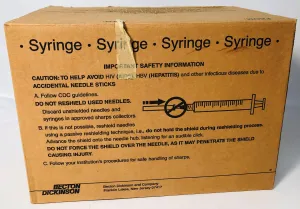 · Syringe · Syringe · Syringe · Syringe ·
IMPORTANT SAFETY INFORMATION
CAUTION: TO HELP AVOID HIV (AIDS), HBV (HEPATITIS) and other infectious diseases due to
ACCIDENTAL NEEDLE STICKS
A. Follow CDC guidelines.
DO NOT RESHIELD USED NEEDLES.
Discard unshielded needles and
syringes in approved sharps collectors.
B. If this is not possible, reshield needles
using a passive reshielding technique, i.e., do not hold the shield during reshielding process.
Advance the shield onto the needle hub listening for an audible click.
DO NOT FORCE THE SHIELD OVER THE NEEDLE, AS IT MAY PENETRATE THE SHIELD
CAUSING INJURY.
C. Follow your institution's procedures for safe handling of sharps.
BECTON
DICKINSON
Becton Dickinson and Company
Franklin Lakes, New Jersey 07417